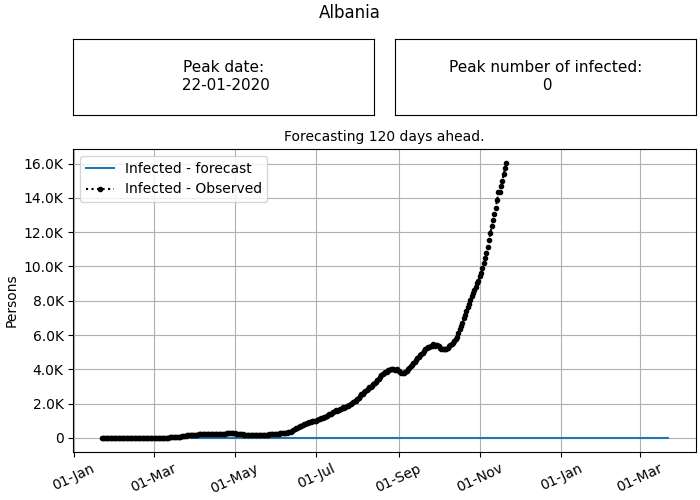 Albania
Peak date:
22-01-2020
Peak number of infected:
0
Forecasting 120 days ahead.
Infected - forecast
Infected - Observed
16.0K
14.0K
12.0K
10.0K
8.0K
6.0K
4.0K
2.0K
0
Persons
01-Jan
01-Mar
01-May
01-Jul
01-Sep
01-Nov
01-Jan
01-Mar